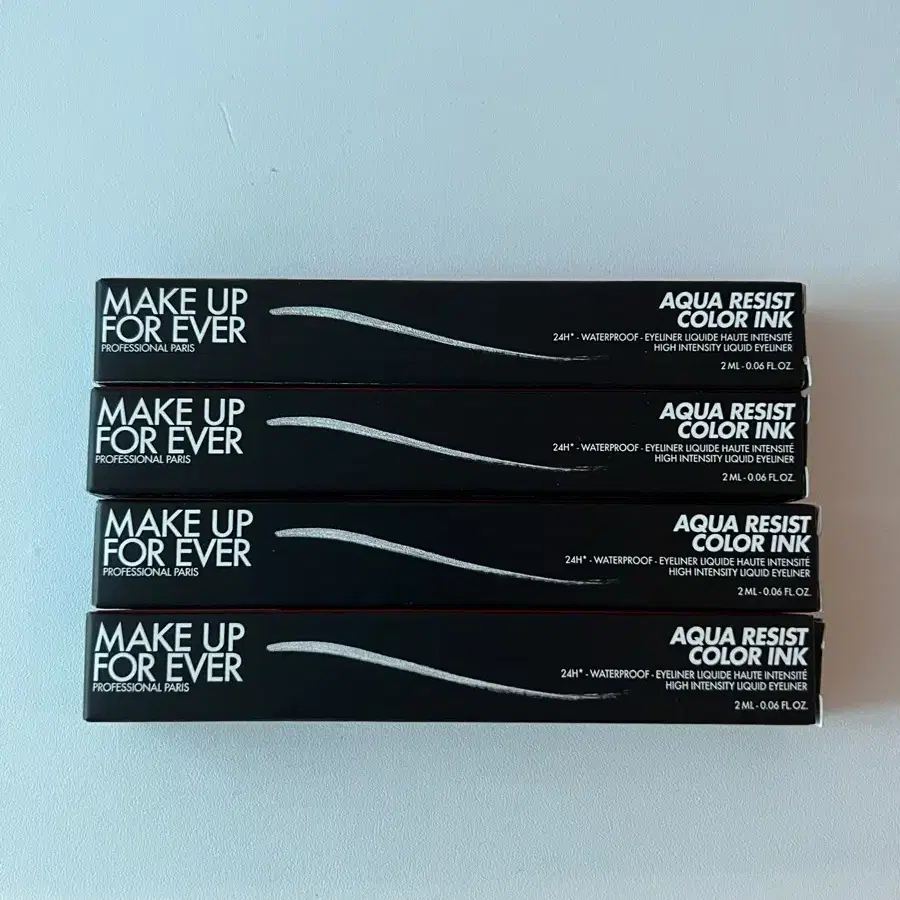 MAKE UP
FOR EVER
PROFESSIONAL PARIS
AQUA RESIST
COLOR INK
24H* - WATERPROOF - EYELINER LIQUIDE HAUTE INTENSITÉ
HIGH INTENSITY LIQUID EYELINER
2 ML - 0.06 FL.OZ.
MAKE UP
FOR EVER
PROFESSIONAL PARIS
AQUA RESIST
COLOR INK
24H* - WATERPROOF - EYELINER LIQUIDE HAUTE INTENSITÉ
HIGH INTENSITY LIQUID EYELINER
2 ML - 0.06 FL.OZ.
MAKE UP
FOR EVER
PROFESSIONAL PARIS
AQUA RESIST
COLOR INK
24H* - WATERPROOF - EYELINER LIQUIDE HAUTE INTENSITÉ
HIGH INTENSITY LIQUID EYELINER
2 ML - 0.06 FL.OZ.
MAKE UP
FOR EVER
PROFESSIONAL PARIS
AQUA RESIST
COLOR INK
24H* - WATERPROOF - EYELINER LIQUIDE HAUTE INTENSITÉ
HIGH INTENSITY LIQUID EYELINER
2 ML - 0.06 FL.OZ.